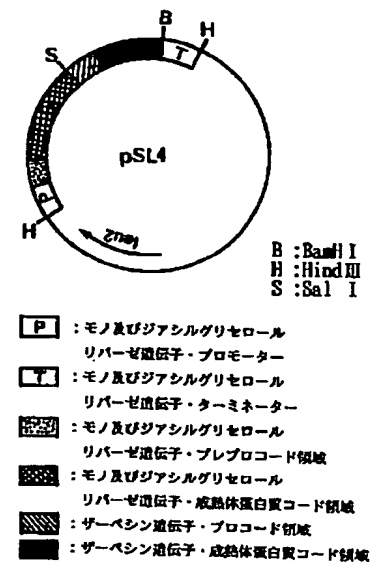 B
H
T
S
pSL4
P
H
leu2
B :BamH I
H :Hind III
S :Sal I
P :モノ及びジアシルグリセロール
リパーゼ遺伝子・プロモーター
T :モノ及びジアシルグリセロール
リパーゼ遺伝子・ターミネーター
:モノ及びジアシルグリセロール
リパーゼ遺伝子・プレプロコード領域
:モノ及びジアシルグリセロール
リパーゼ遺伝子・成熟体蛋白質コード領域
:ザーペシン遺伝子・プロコード領域
:ザーペシン遺伝子・成熟体蛋白質コード領域